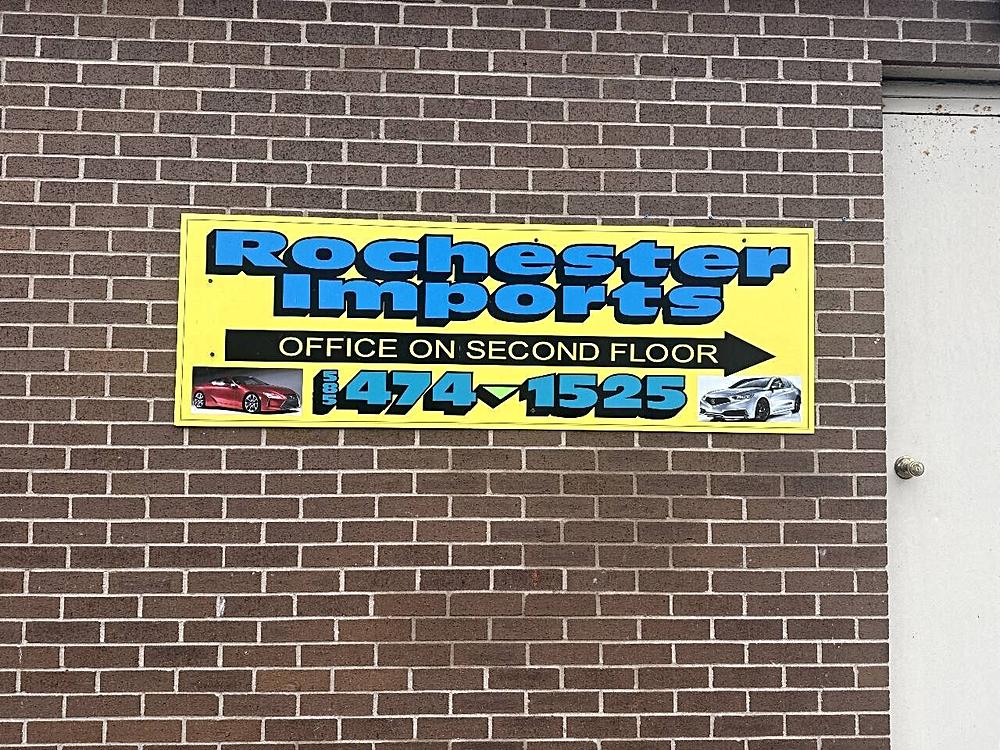 Rochester
Imports
OFFICE ON SECOND FLOOR
585 474 1525